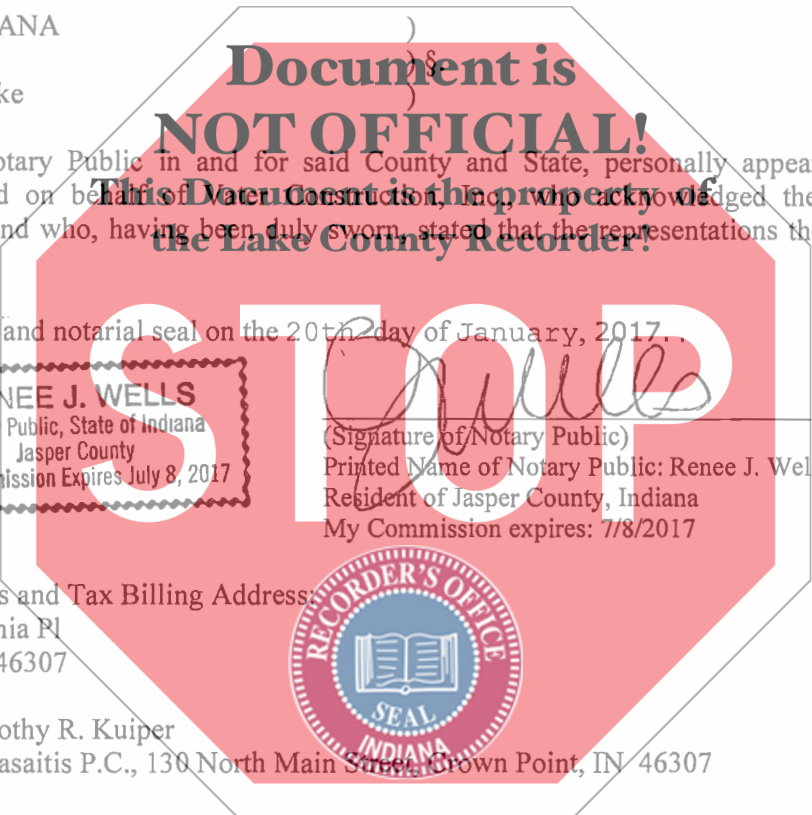 ANA )
Document is
) §
ke )
NOT OFFICIAL!
otary Public in and for said County and State, personally appea
d on behalf of Vater Construction, Inc., who acknowledged the
This Document is the property of
nd who, having been duly sworn, stated that the representations th
the Lake County Recorder!
STOP
and notarial seal on the 20th day of January, 2017.
NEE J. WELLS
Public, State of Indiana
Jasper County
ission Expires July 8, 2017
(Signature of Notary Public)
Printed Name of Notary Public: Renee J. Wel
Resident of Jasper County, Indiana
My Commission expires: 7/8/2017
s and Tax Billing Address:
nia Pl
46307
RECORDER'S OFFICE
SEAL
INDIANA
othy R. Kuiper
asaitis P.C., 130 North Main Street, Crown Point, IN 46307